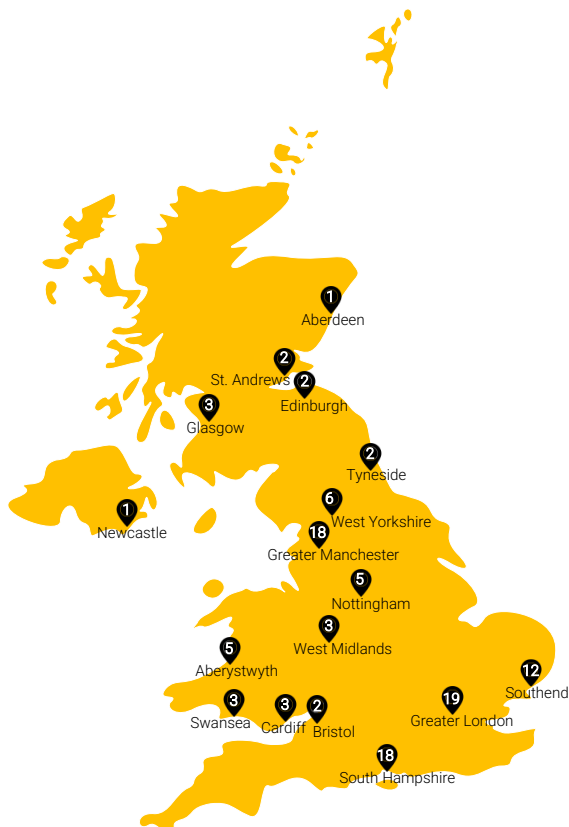 1
Aberdeen
2
St. Andrews
2
Edinburgh
3
Glasgow
2
Tyneside
6
West Yorkshire
1
Newcastle
18
Greater Manchester
5
Nottingham
3
West Midlands
5
Aberystwyth
12
Southend
3
Swansea
3
Cardiff
2
Bristol
19
Greater London
18
South Hampshire